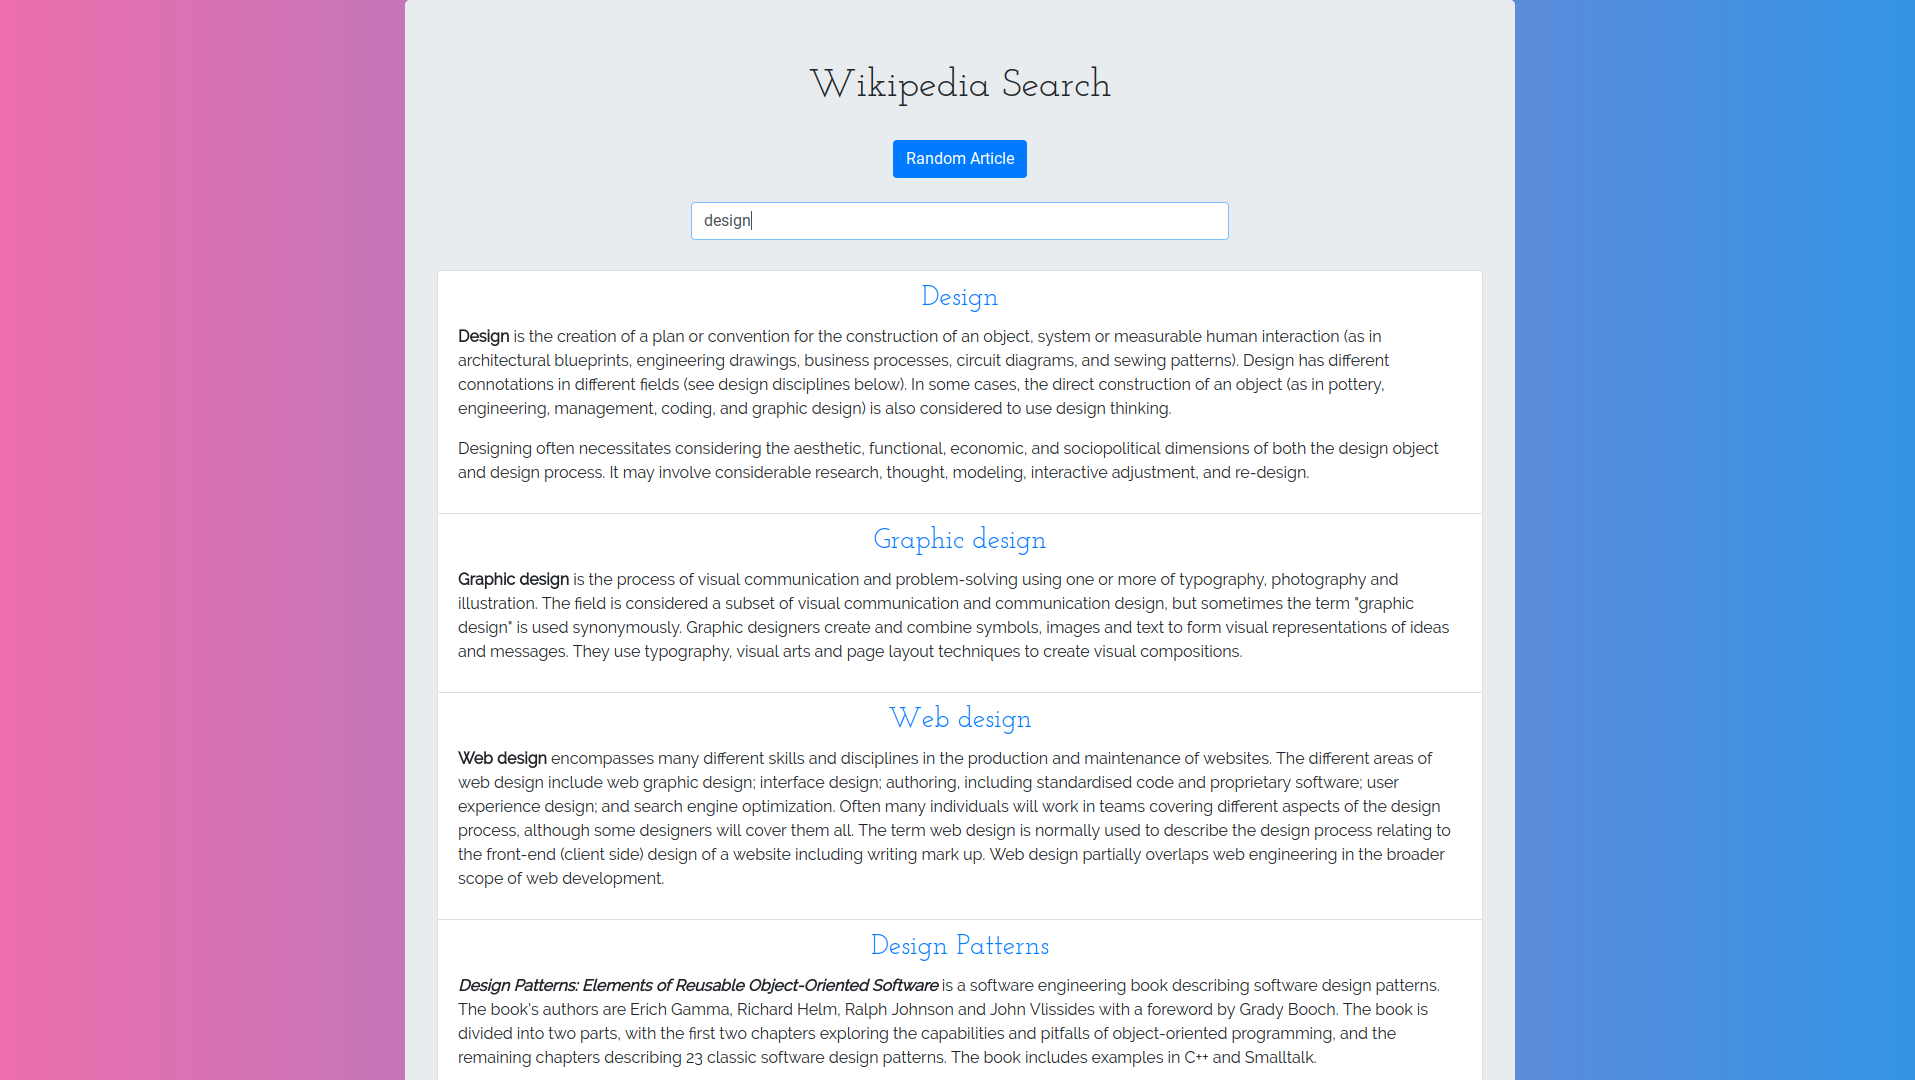 Wikipedia Search
Random Article
design
Design
Design is the creation of a plan or convention for the construction of an object, system or measurable human interaction (as in
architectural blueprints, engineering drawings, business processes, circuit diagrams, and sewing patterns). Design has different
connotations in different fields (see design disciplines below). In some cases, the direct construction of an object (as in pottery,
engineering, management, coding, and graphic design) is also considered to use design thinking.
Designing often necessitates considering the aesthetic, functional, economic, and sociopolitical dimensions of both the design object
and design process. It may involve considerable research, thought, modeling, interactive adjustment, and re-design.
Graphic design
Graphic design is the process of visual communication and problem-solving using one or more of typography, photography and
illustration. The field is considered a subset of visual communication and communication design, but sometimes the term "graphic
design" is used synonymously. Graphic designers create and combine symbols, images and text to form visual representations of ideas
and messages. They use typography, visual arts and page layout techniques to create visual compositions.
Web design
Web design encompasses many different skills and disciplines in the production and maintenance of websites. The different areas of
web design include web graphic design; interface design; authoring, including standardised code and proprietary software; user
experience design; and search engine optimization. Often many individuals will work in teams covering different aspects of the design
process, although some designers will cover them all. The term web design is normally used to describe the design process relating to
the front-end (client side) design of a website including writing mark up. Web design partially overlaps web engineering in the broader
scope of web development.
Design Patterns
Design Patterns: Elements of Reusable Object-Oriented Software is a software engineering book describing software design patterns.
The book's authors are Erich Gamma, Richard Helm, Ralph Johnson and John Vlissides with a foreword by Grady Booch. The book is
divided into two parts, with the first two chapters exploring the capabilities and pitfalls of object-oriented programming, and the
remaining chapters describing 23 classic software design patterns. The book includes examples in C++ and Smalltalk.